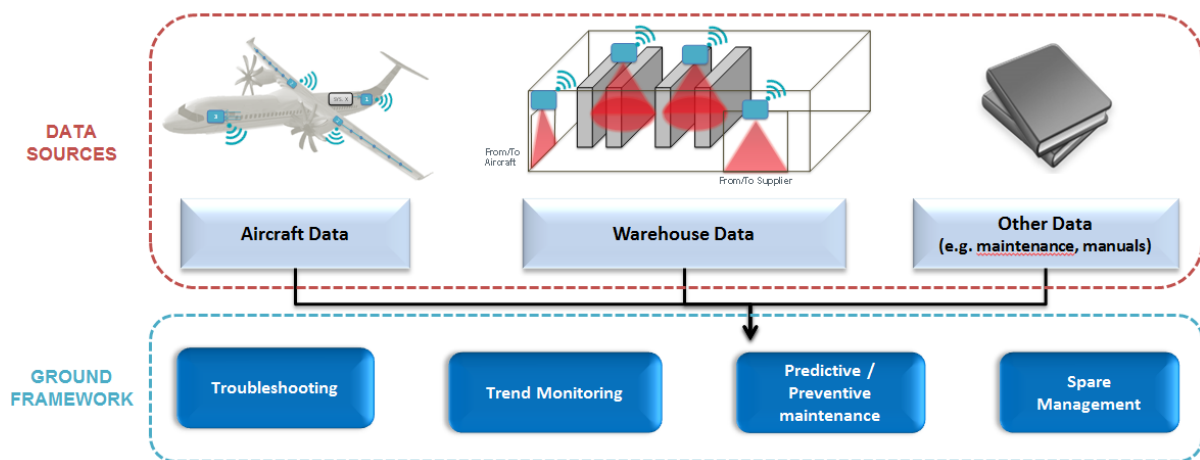 DATA
SOURCES
From/To
Aircraft
From/To Supplier
Aircraft Data
Warehouse Data
Other Data
(e.g. maintenance, manuals)
GROUND
FRAMEWORK
Troubleshooting
Trend Monitoring
Predictive /
Preventive
maintenance
Spare
Management